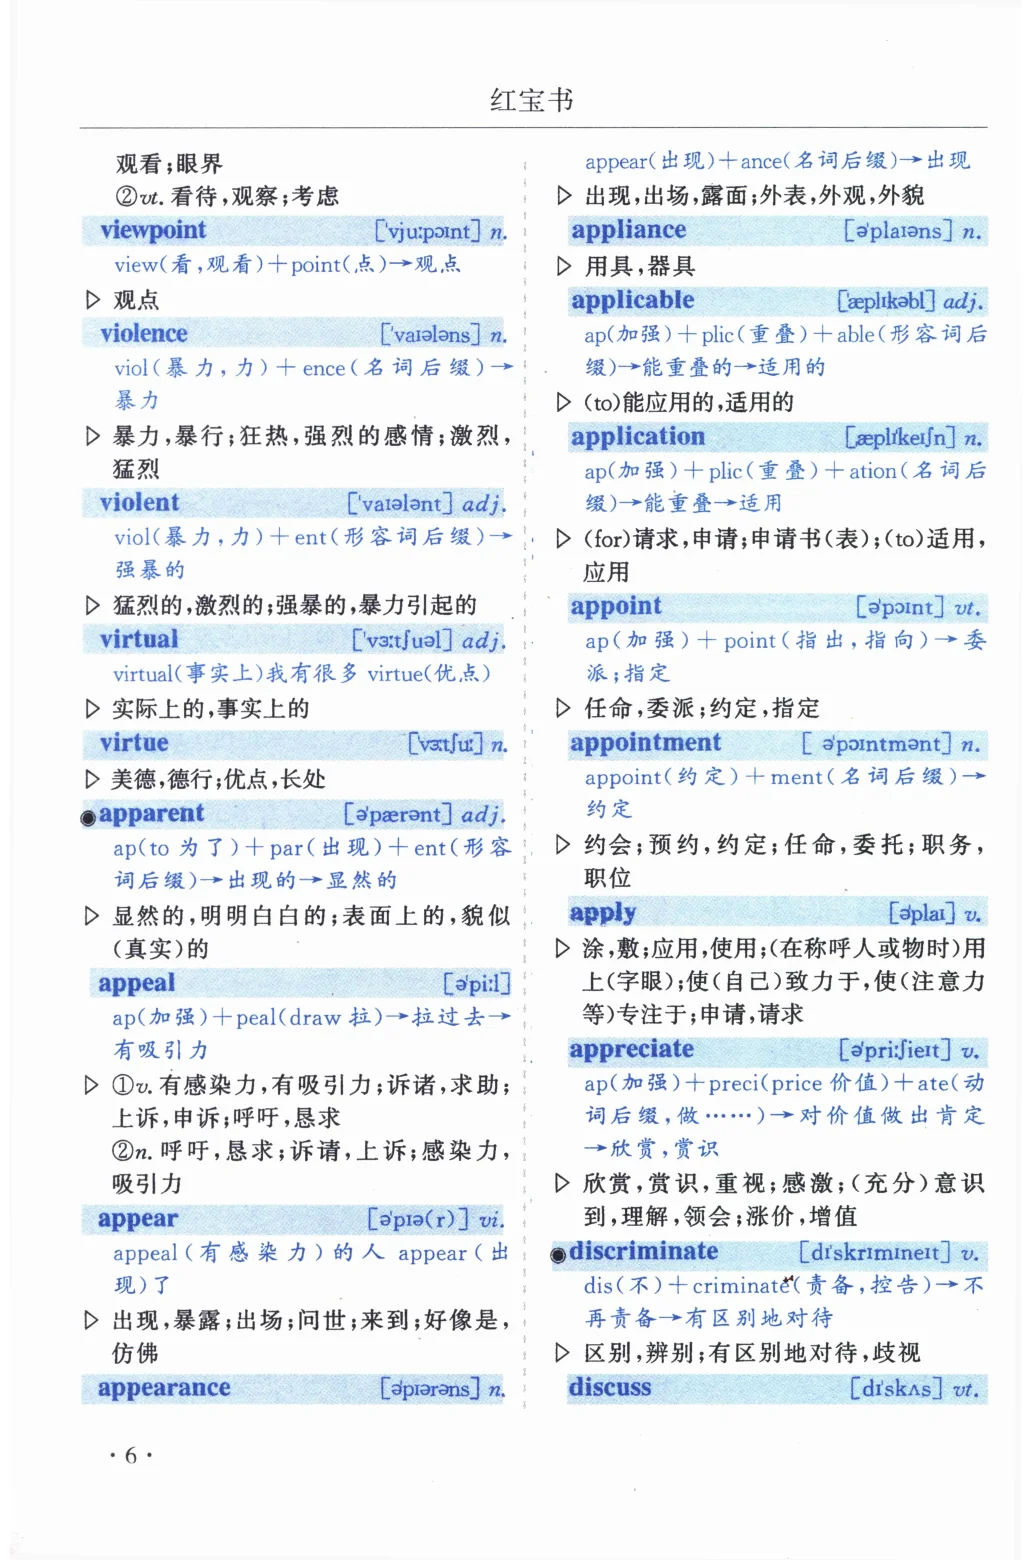 红宝书
观看;眼界
②vt.看待,观察;考虑
viewpoint ['vjuːpɔɪnt] n.
view(看,观看)+point(点)→观点
▷ 观点
violence ['vaɪələns] n.
viol(暴力,力)+ence(名词后缀)→
暴力
▷ 暴力,暴行;狂热,强烈的感情;激烈,
猛烈
violent ['vaɪələnt] adj.
viol(暴力,力)+ent(形容词后缀)→
强暴的
▷ 猛烈的,激烈的;强暴的,暴力引起的
virtual ['vɜːtʃuəl] adj.
virtual(事实上)我有很多 virtue(优点)
▷ 实际上的,事实上的
virtue ['vɜːtʃuː] n.
▷ 美德,德行;优点,长处
◉apparent [ə'pærənt] adj.
ap(to 为了)+par(出现)+ent(形容
词后缀)→出现的→显然的
▷ 显然的,明明白白的;表面上的,貌似
(真实)的
appeal [ə'piːl]
ap(加强)+peal(draw 拉)→拉过去→
有吸引力
▷ ①v.有感染力,有吸引力;诉诸,求助;
上诉,申诉;呼吁,恳求
②n.呼吁,恳求;诉请,上诉;感染力,
吸引力
appear [ə'pɪə(r)] vi.
appeal(有感染力)的人 appear(出
现)了
▷ 出现,暴露;出场;问世;来到;好像是,
仿佛
appearance [ə'pɪərəns] n.
appear(出现)+ance(名词后缀)→出现
▷ 出现,出场,露面;外表,外观,外貌
appliance [ə'plaɪəns] n.
▷ 用具,器具
applicable ['æplɪkəbl] adj.
ap(加强)+plic(重叠)+able(形容词后
缀)→能重叠的→适用的
▷ (to)能应用的,适用的
application [ˌæplɪ'keɪʃn] n.
ap(加强)+plic(重叠)+ation(名词后
缀)→能重叠→适用
▷ (for)请求,申请;申请书(表);(to)适用,
应用
appoint [ə'pɔɪnt] vt.
ap(加强)+point(指出,指向)→委
派;指定
▷ 任命,委派;约定,指定
appointment [ə'pɔɪntmənt] n.
appoint(约定)+ment(名词后缀)→
约定
▷ 约会;预约,约定;任命,委托;职务,
职位
apply [ə'plaɪ] v.
▷ 涂,敷;应用,使用;(在称呼人或物时)用
上(字眼);使(自己)致力于,使(注意力
等)专注于;申请,请求
appreciate [ə'priːʃieɪt] v.
ap(加强)+preci(price 价值)+ate(动
词后缀,做……)→对价值做出肯定
→欣赏,赏识
▷ 欣赏,赏识,重视;感激;(充分)意识
到,理解,领会;涨价,增值
◉discriminate [dɪ'skrɪmɪneɪt] v.
dis(不)+criminate(责备,控告)→不
再责备→有区别地对待
▷ 区别,辨别;有区别地对待,歧视
discuss [dɪ'skʌs] vt.
·6·